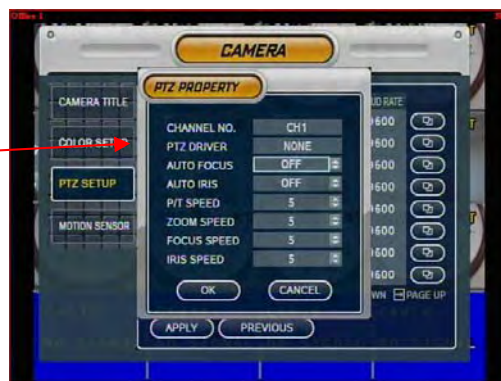 Office 1
CAMERA
PTZ PROPERTY
CAMERA TITLE
COLOR SET
PTZ SETUP
MOTION SENSOR
UD RATE
CHANNEL NO. CH1
PTZ DRIVER NONE
AUTO FOCUS OFF
AUTO IRIS OFF
P/T SPEED 5
ZOOM SPEED 5
FOCUS SPEED 5
IRIS SPEED 5
9600
9600
9600
9600
9600
9600
9600
9600
OK CANCEL
WN PAGE UP
APPLY PREVIOUS